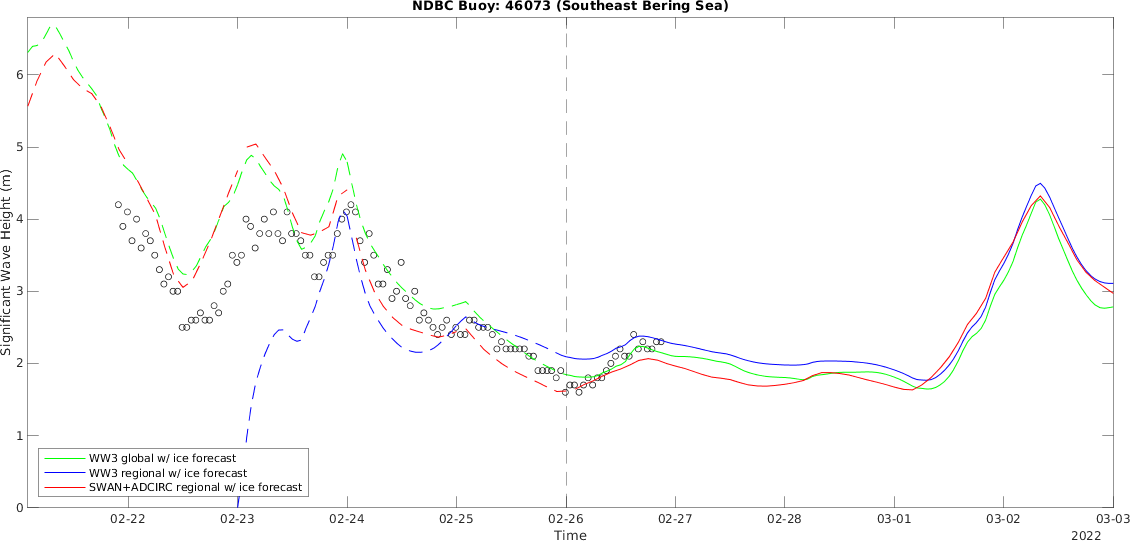 NDBC Buoy: 46073 (Southeast Bering Sea)
Significant Wave Height (m)
6
5
4
3
2
1
0
WW3 global w/ ice forecast
WW3 regional w/ ice forecast
SWAN+ADCIRC regional w/ ice forecast
02-22 02-23 02-24 02-25 02-26 02-27 02-28 03-01 03-02 03-03
Time
2022